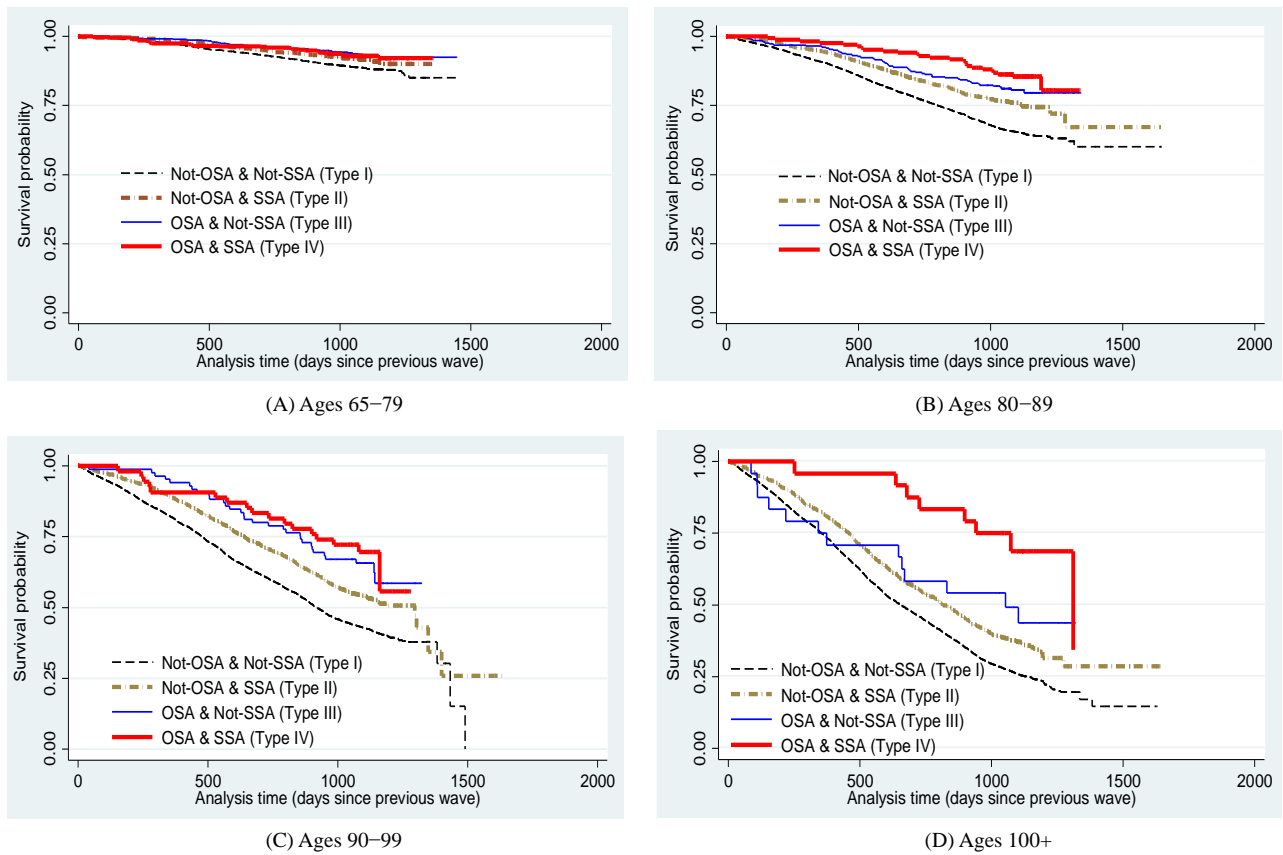 Survival probability
1.00
0.75
0.50
0.25
0.00
Not-OSA & Not-SSA (Type I)
Not-OSA & SSA (Type II)
OSA & Not-SSA (Type III)
OSA & SSA (Type IV)
0 500 1000 1500 2000
Analysis time (days since previous wave)
(A) Ages 65−79
Survival probability
1.00
0.75
0.50
0.25
0.00
Not-OSA & Not-SSA (Type I)
Not-OSA & SSA (Type II)
OSA & Not-SSA (Type III)
OSA & SSA (Type IV)
0 500 1000 1500 2000
Analysis time (days since previous wave)
(B) Ages 80−89
Survival probability
1.00
0.75
0.50
0.25
0.00
Not-OSA & Not-SSA (Type I)
Not-OSA & SSA (Type II)
OSA & Not-SSA (Type III)
OSA & SSA (Type IV)
0 500 1000 1500 2000
Analysis time (days since previous wave)
(C) Ages 90−99
Survival probability
1.00
0.75
0.50
0.25
0.00
Not-OSA & Not-SSA (Type I)
Not-OSA & SSA (Type II)
OSA & Not-SSA (Type III)
OSA & SSA (Type IV)
0 500 1000 1500 2000
Analysis time (days since previous wave)
(D) Ages 100+